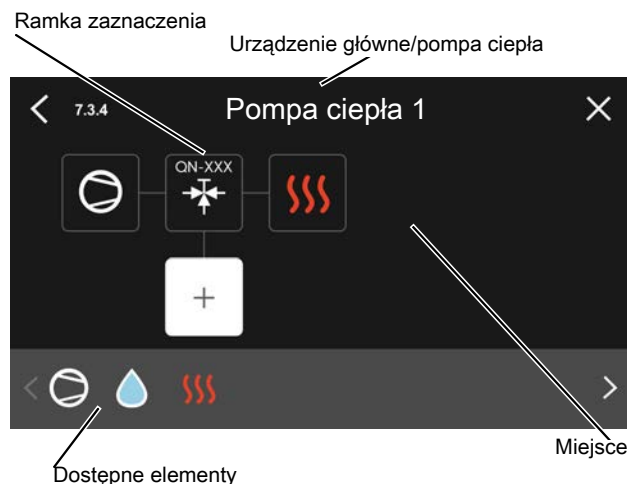 Ramka zaznaczenia
Urządzenie główne/pompa ciepła
7.3.4 Pompa ciepła 1
QN-XXX
Miejsce
Dostępne elementy